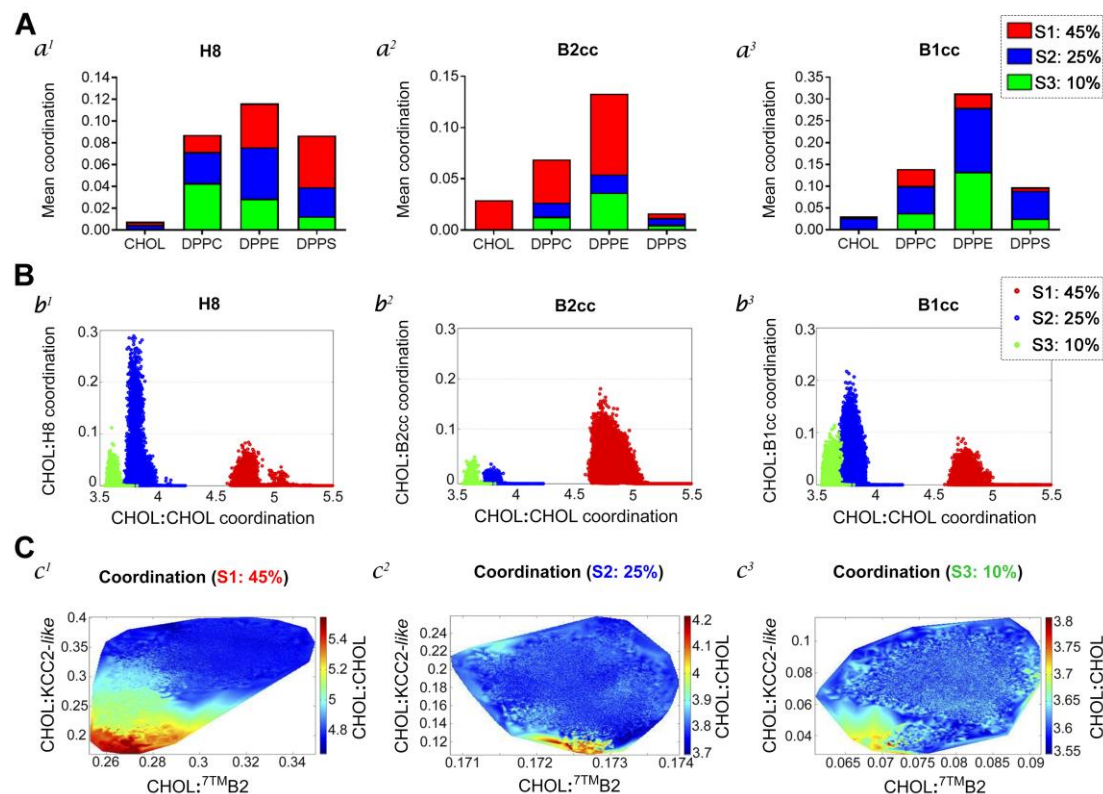 A
a1 H8
a2 B2cc
a3 B1cc
S1: 45%
S2: 25%
S3: 10%
Mean coordination
0.14
0.12
0.10
0.08
0.06
0.04
0.02
0.00
CHOL DPPC DPPE DPPS
Mean coordination
0.15
0.10
0.05
0.00
CHOL DPPC DPPE DPPS
Mean coordination
0.35
0.30
0.25
0.20
0.15
0.10
0.05
0.00
CHOL DPPC DPPE DPPS
B
b1 H8
b2 B2cc
b3 B1cc
S1: 45%
S2: 25%
S3: 10%
CHOL:H8 coordination
0.3
0.2
0.1
0
3.5 4 4.5 5 5.5
CHOL:CHOL coordination
CHOL:B2cc coordination
0.3
0.2
0.1
0
3.5 4 4.5 5 5.5
CHOL:CHOL coordination
CHOL:B1cc coordination
0.3
0.2
0.1
0
3.5 4 4.5 5 5.5
CHOL:CHOL coordination
C
c1 Coordination (S1: 45%)
c2 Coordination (S2: 25%)
c3 Coordination (S3: 10%)
CHOL:KCC2-like
0.4
0.35
0.3
0.25
0.2
0.26 0.28 0.3 0.32 0.34
CHOL:7TMB2
5.4
5.2
5
4.8
CHOL:CHOL
CHOL:KCC2-like
0.24
0.22
0.20
0.18
0.16
0.14
0.12
0.171 0.172 0.173 0.174
CHOL:7TMB2
4.2
4.1
4
3.9
3.8
3.7
CHOL:CHOL
CHOL:KCC2-like
0.1
0.08
0.06
0.04
0.065 0.07 0.075 0.08 0.085 0.09
CHOL:7TMB2
3.8
3.75
3.7
3.65
3.6
3.55
CHOL:CHOL